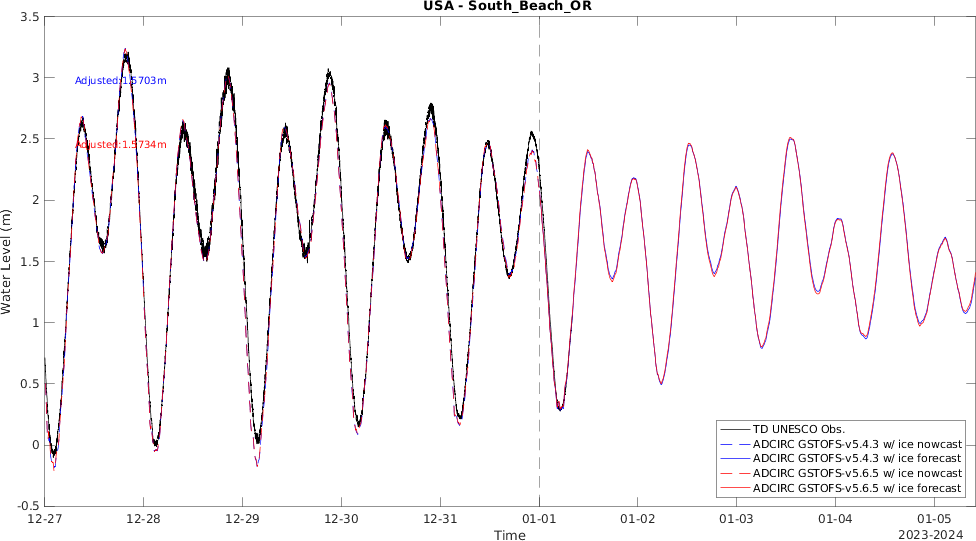 USA - South_Beach_OR
3.5
3
2.5
2
1.5
1
0.5
0
-0.5
Water Level (m)
Adjusted:1.5703m
Adjusted:1.5734m
TD UNESCO Obs.
ADCIRC GSTOFS-v5.4.3 w/ ice nowcast
ADCIRC GSTOFS-v5.4.3 w/ ice forecast
ADCIRC GSTOFS-v5.6.5 w/ ice nowcast
ADCIRC GSTOFS-v5.6.5 w/ ice forecast
12-27 12-28 12-29 12-30 12-31 01-01 01-02 01-03 01-04 01-05
Time
2023-2024